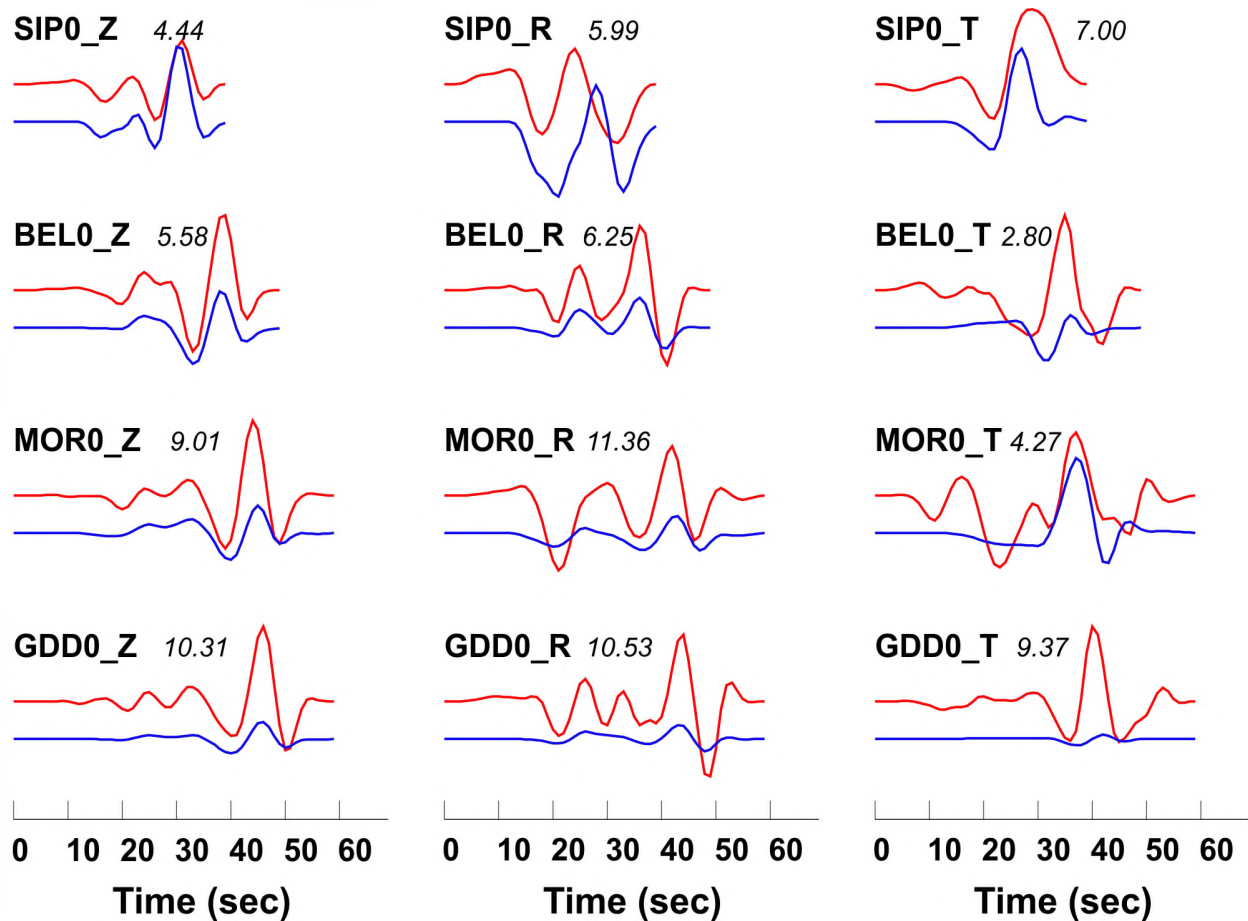 SIP0_Z 4.44 SIP0_R 5.99 SIP0_T 7.00
BEL0_Z 5.58 BEL0_R 6.25 BEL0_T 2.80
MOR0_Z 9.01 MOR0_R 11.36 MOR0_T 4.27
GDD0_Z 10.31 GDD0_R 10.53 GDD0_T 9.37
0 10 20 30 40 50 60 0 10 20 30 40 50 60 0 10 20 30 40 50 60
Time (sec) Time (sec) Time (sec)